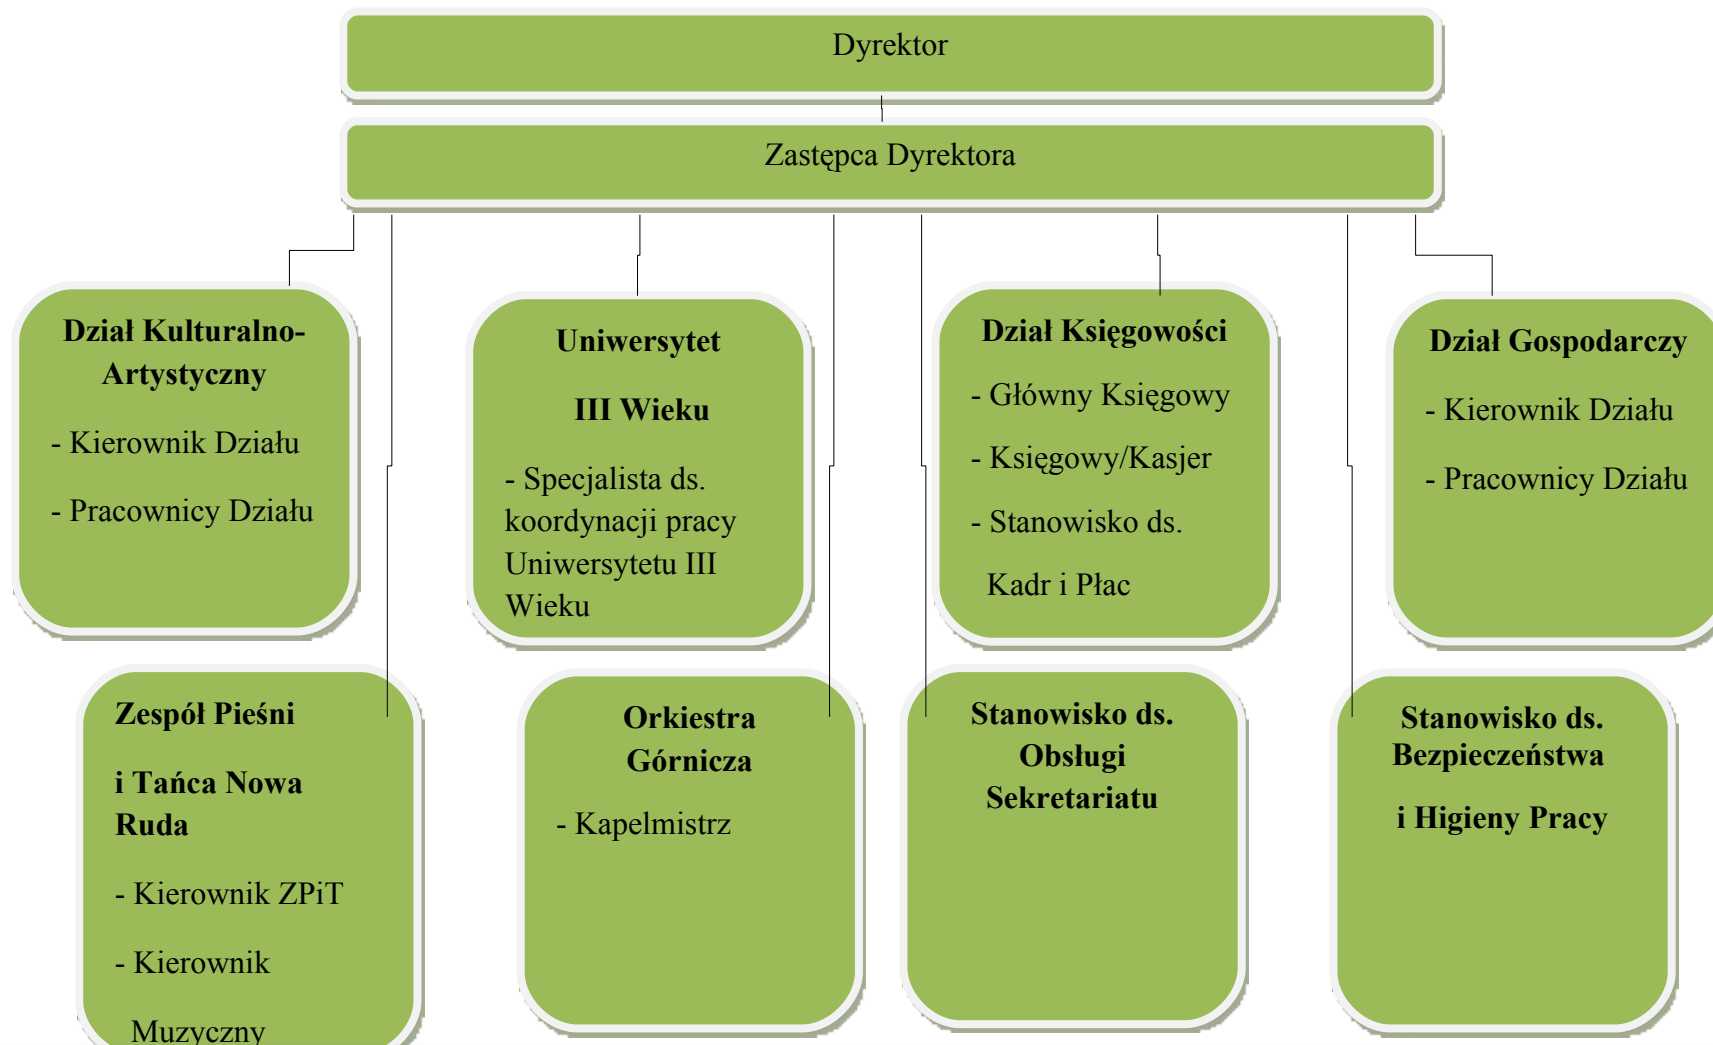 Dyrektor
Zastępca Dyrektora
Dział Kulturalno-
Artystyczny
- Kierownik Działu
- Pracownicy Działu
Uniwersytet
III Wieku
- Specjalista ds.
koordynacji pracy
Uniwersytetu III
Wieku
Dział Księgowości
- Główny Księgowy
- Księgowy/Kasjer
- Stanowisko ds.
Kadr i Płac
Dział Gospodarczy
- Kierownik Działu
- Pracownicy Działu
Zespół Pieśni
i Tańca Nowa
Ruda
- Kierownik ZPiT
- Kierownik
Muzyczny
Orkiestra
Górnicza
- Kapelmistrz
Stanowisko ds.
Obsługi
Sekretariatu
Stanowisko ds.
Bezpieczeństwa
i Higieny Pracy